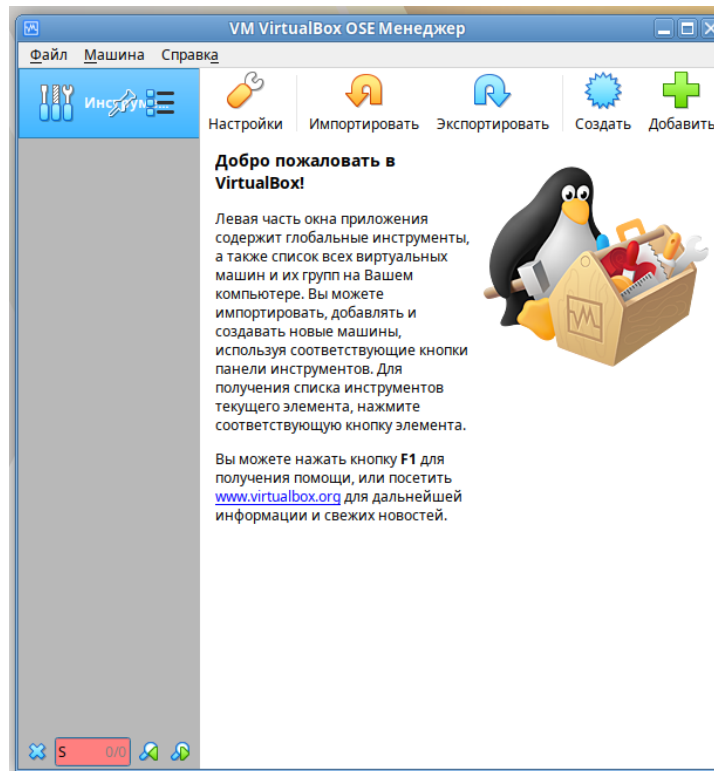 VM VirtualBox OSE Менеджер
Файл Машина Справка
Настройки Импортировать Экспортировать Создать Добавить
Добро пожаловать в
VirtualBox!
Левая часть окна приложения
содержит глобальные инструменты,
а также список всех виртуальных
машин и их групп на Вашем
компьютере. Вы можете
импортировать, добавлять и
создавать новые машины,
используя соответствующие кнопки
панели инструментов. Для
получения списка инструментов
текущего элемента, нажмите
соответствующую кнопку элемента.
Вы можете нажать кнопку F1 для
получения помощи, или посетить
www.virtualbox.org для дальнейшей
информации и свежих новостей.
S 0/0